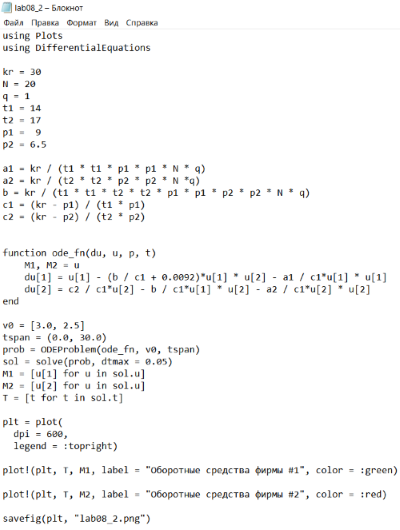 lab08_2 – Блокнот
Файл Правка Формат Вид Справка
using Plots
using DifferentialEquations
kr = 30
N = 20
q = 1
t1 = 14
t2 = 17
p1 =  9
p2 = 6.5
a1 = kr / (t1 * t1 * p1 * p1 * N * q)
a2 = kr / (t2 * t2 * p2 * p2 * N *q)
b = kr / (t1 * t1 * t2 * t2 * p1 * p1 * p2 * p2 * N * q)
c1 = (kr - p1) / (t1 * p1)
c2 = (kr - p2) / (t2 * p2)
function ode_fn(du, u, p, t)
    M1, M2 = u
    du[1] = u[1] - (b / c1 + 0.0092)*u[1] * u[2] - a1 / c1*u[1] * u[1]
    du[2] = c2 / c1*u[2] - b / c1*u[1] * u[2] - a2 / c1*u[2] * u[2]
end
v0 = [3.0, 2.5]
tspan = (0.0, 30.0)
prob = ODEProblem(ode_fn, v0, tspan)
sol = solve(prob, dtmax = 0.05)
M1 = [u[1] for u in sol.u]
M2 = [u[2] for u in sol.u]
T = [t for t in sol.t]
plt = plot(
  dpi = 600,
  legend = :topright)
plot!(plt, T, M1, label = "Оборотные средства фирмы #1", color = :green)
plot!(plt, T, M2, label = "Оборотные средства фирмы #2", color = :red)
savefig(plt, "lab08_2.png")